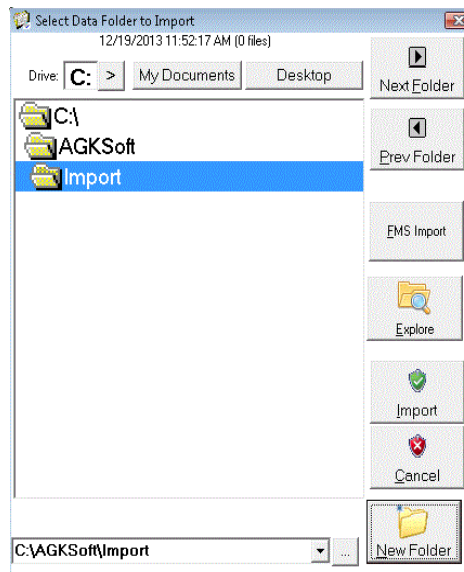 Select Data Folder to Import
12/19/2013 11:52:17 AM (0 files)
Drive: C: > My Documents Desktop
Next Folder
C:\
AGKSoft
Prev Folder
Import
FMS Import
Explore
Import
Cancel
New Folder
C:\AGKSoft\Import ...